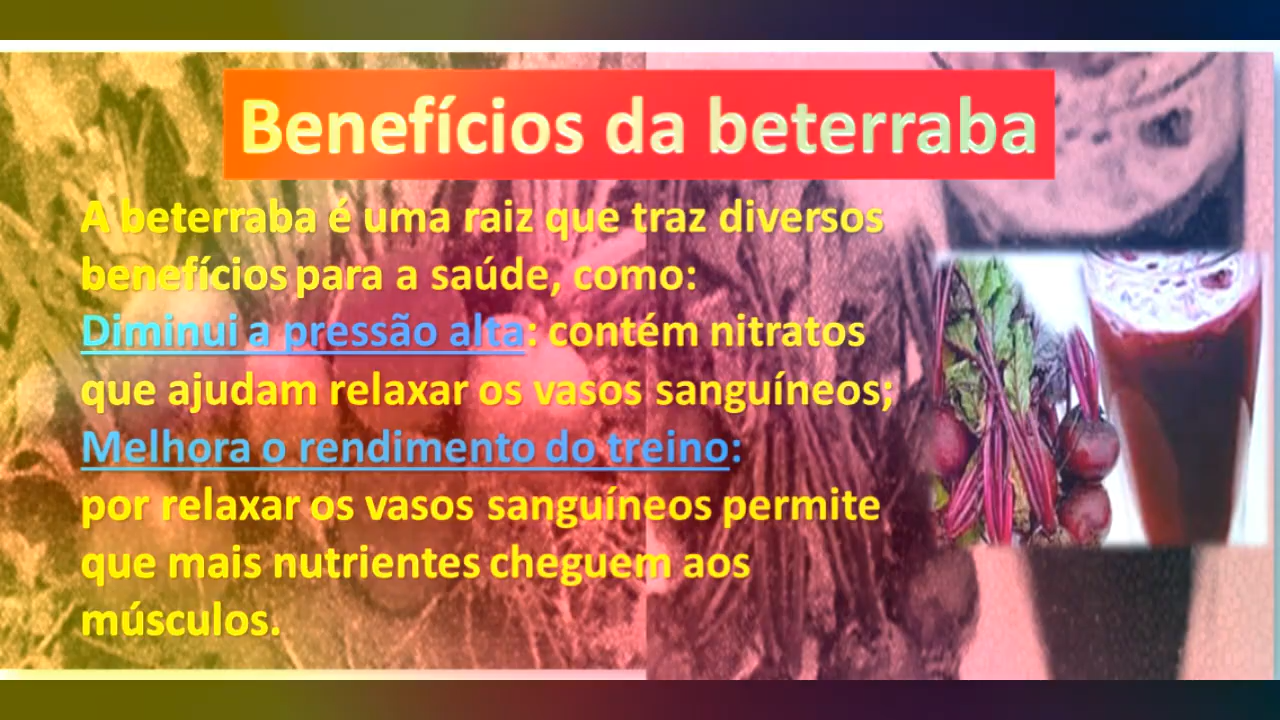 Benefícios da beterraba
A beterraba é uma raiz que traz diversos
benefícios para a saúde, como:
Diminui a pressão alta: contém nitratos
que ajudam relaxar os vasos sanguíneos;
Melhora o rendimento do treino:
por relaxar os vasos sanguíneos permite
que mais nutrientes cheguem aos
músculos.